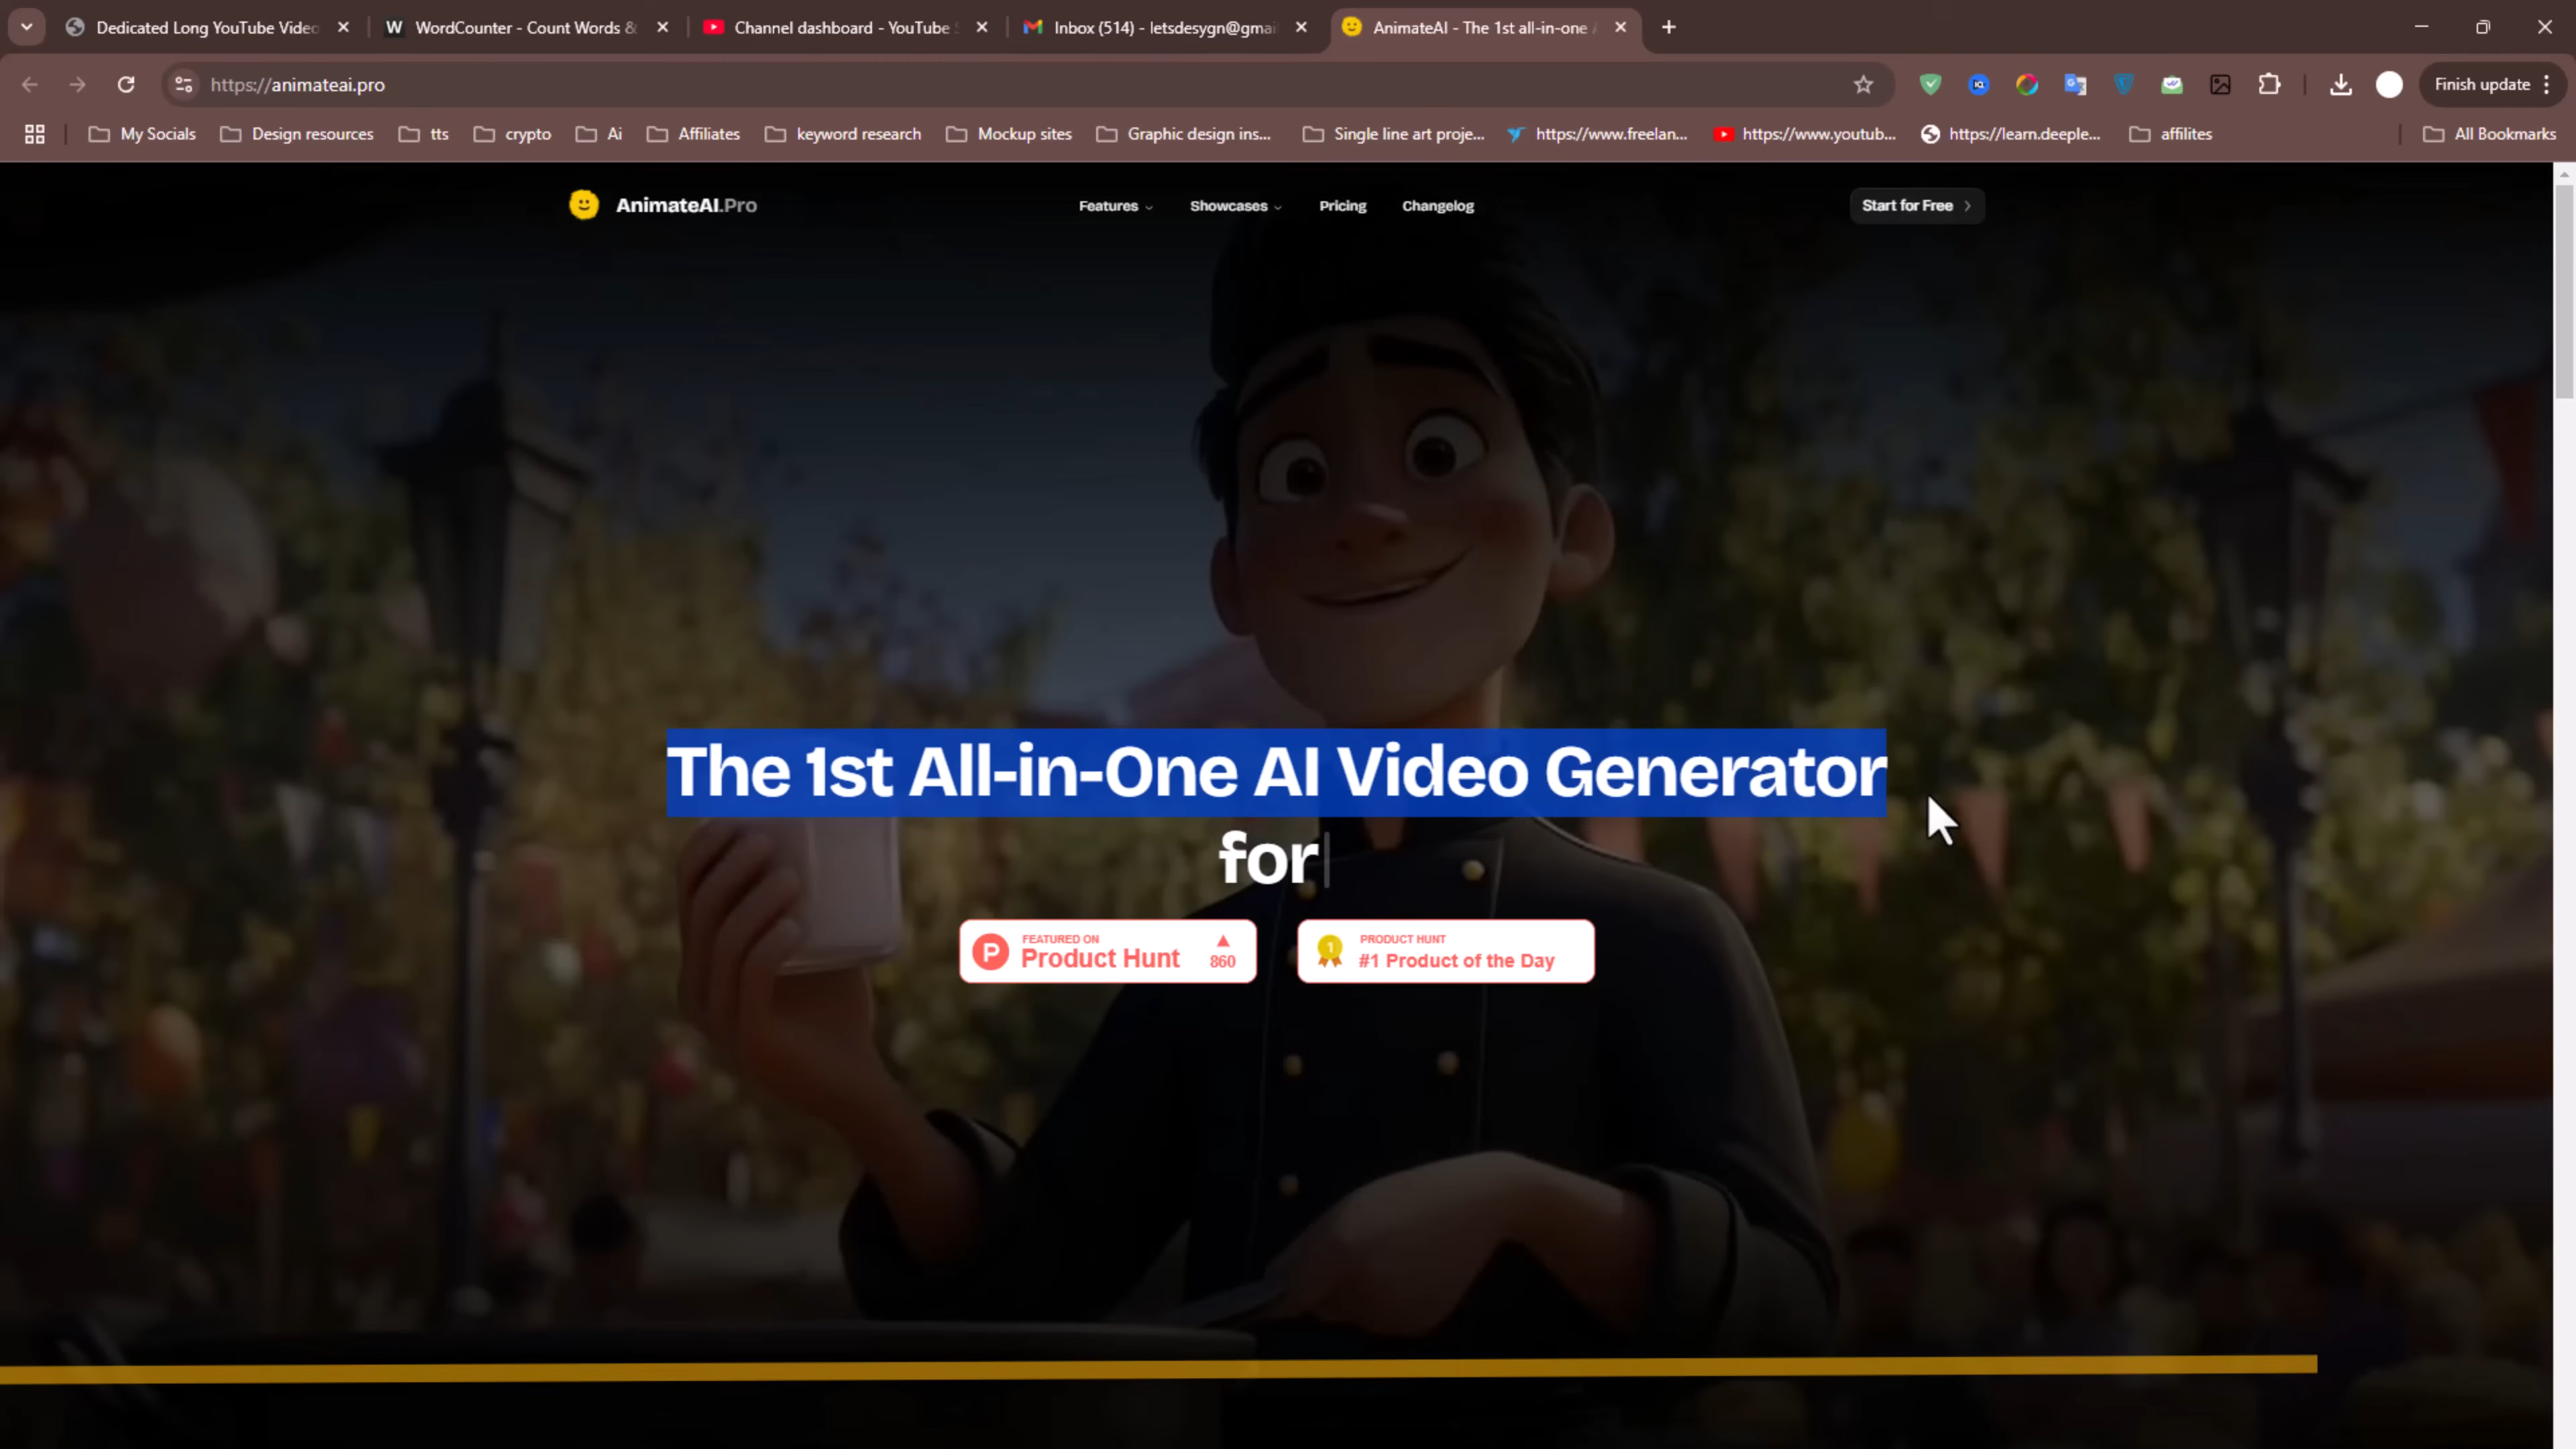 Dedicated Long YouTube Video
WordCounter - Count Words &
Channel dashboard - YouTube S
Inbox (514) - letsdesygn@gmai
AnimateAI - The 1st all-in-one A
https://animateai.pro
Finish update
My Socials
Design resources
tts
crypto
Ai
Affiliates
keyword research
Mockup sites
Graphic design ins...
Single line art proje...
https://www.freelan...
https://www.youtub...
https://learn.deeple...
affilites
All Bookmarks
AnimateAI.Pro
Features
Showcases
Pricing
Changelog
Start for Free
The 1st All-in-One AI Video Generator
for
FEATURED ON
Product Hunt
860
PRODUCT HUNT
#1 Product of the Day